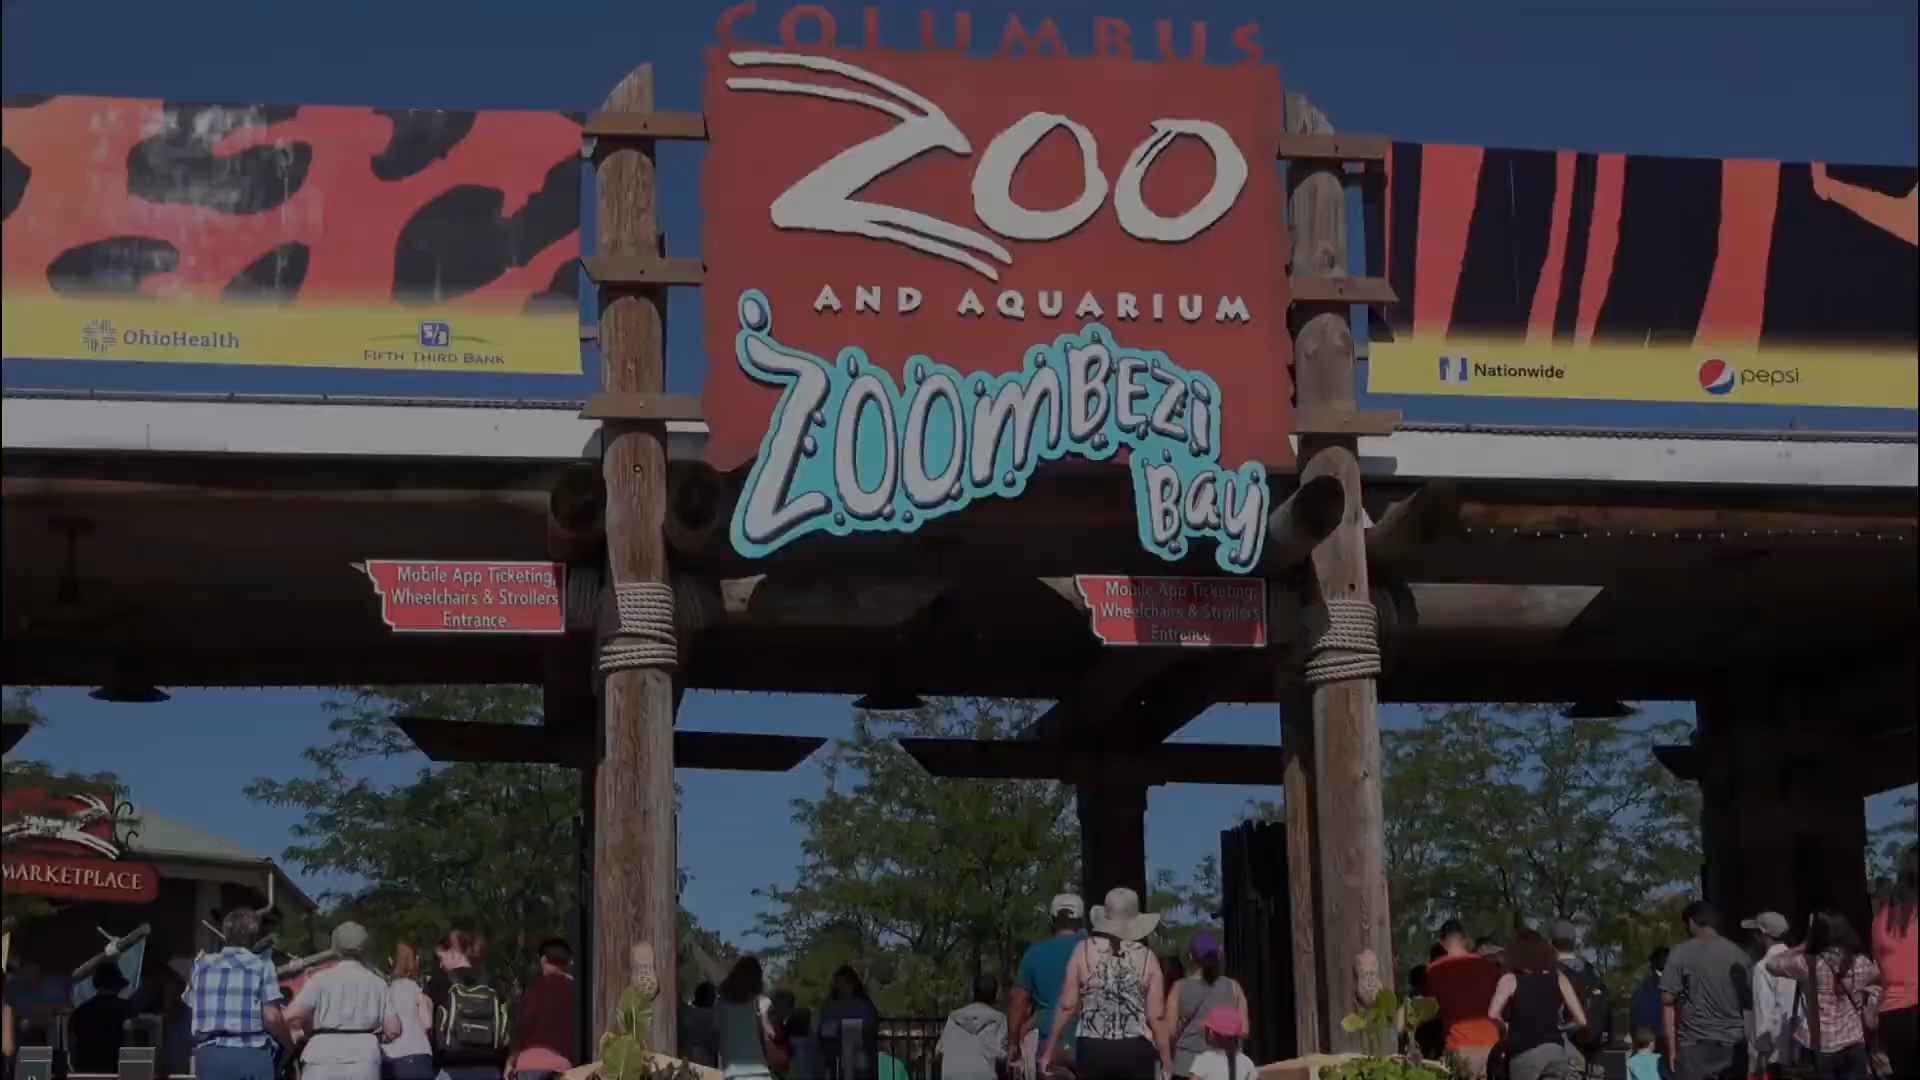 COLUMBUS
ZOO
AND AQUARIUM
ZOOMBEZI
BAY
OhioHealth
FIFTH THIRD BANK
Nationwide
pepsi
Mobile App Ticketing,
Wheelchairs & Strollers
Entrance
Mobile App Ticketing,
Wheelchairs & Strollers
Entrance
MARKETPLACE